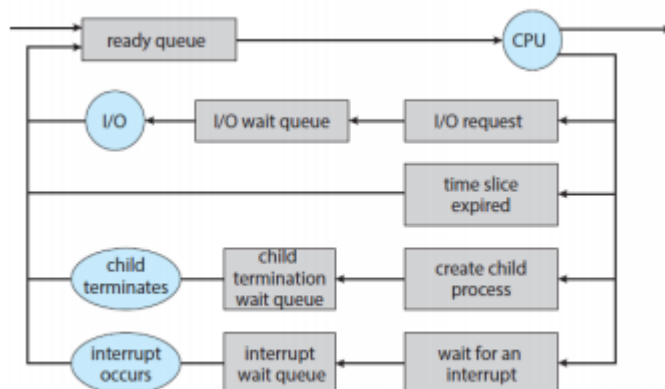 ready queue
CPU
I/O
I/O wait queue
I/O request
time slice
expired
child
terminates
child
termination
wait queue
create child
process
interrupt
occurs
interrupt
wait queue
wait for an
interrupt